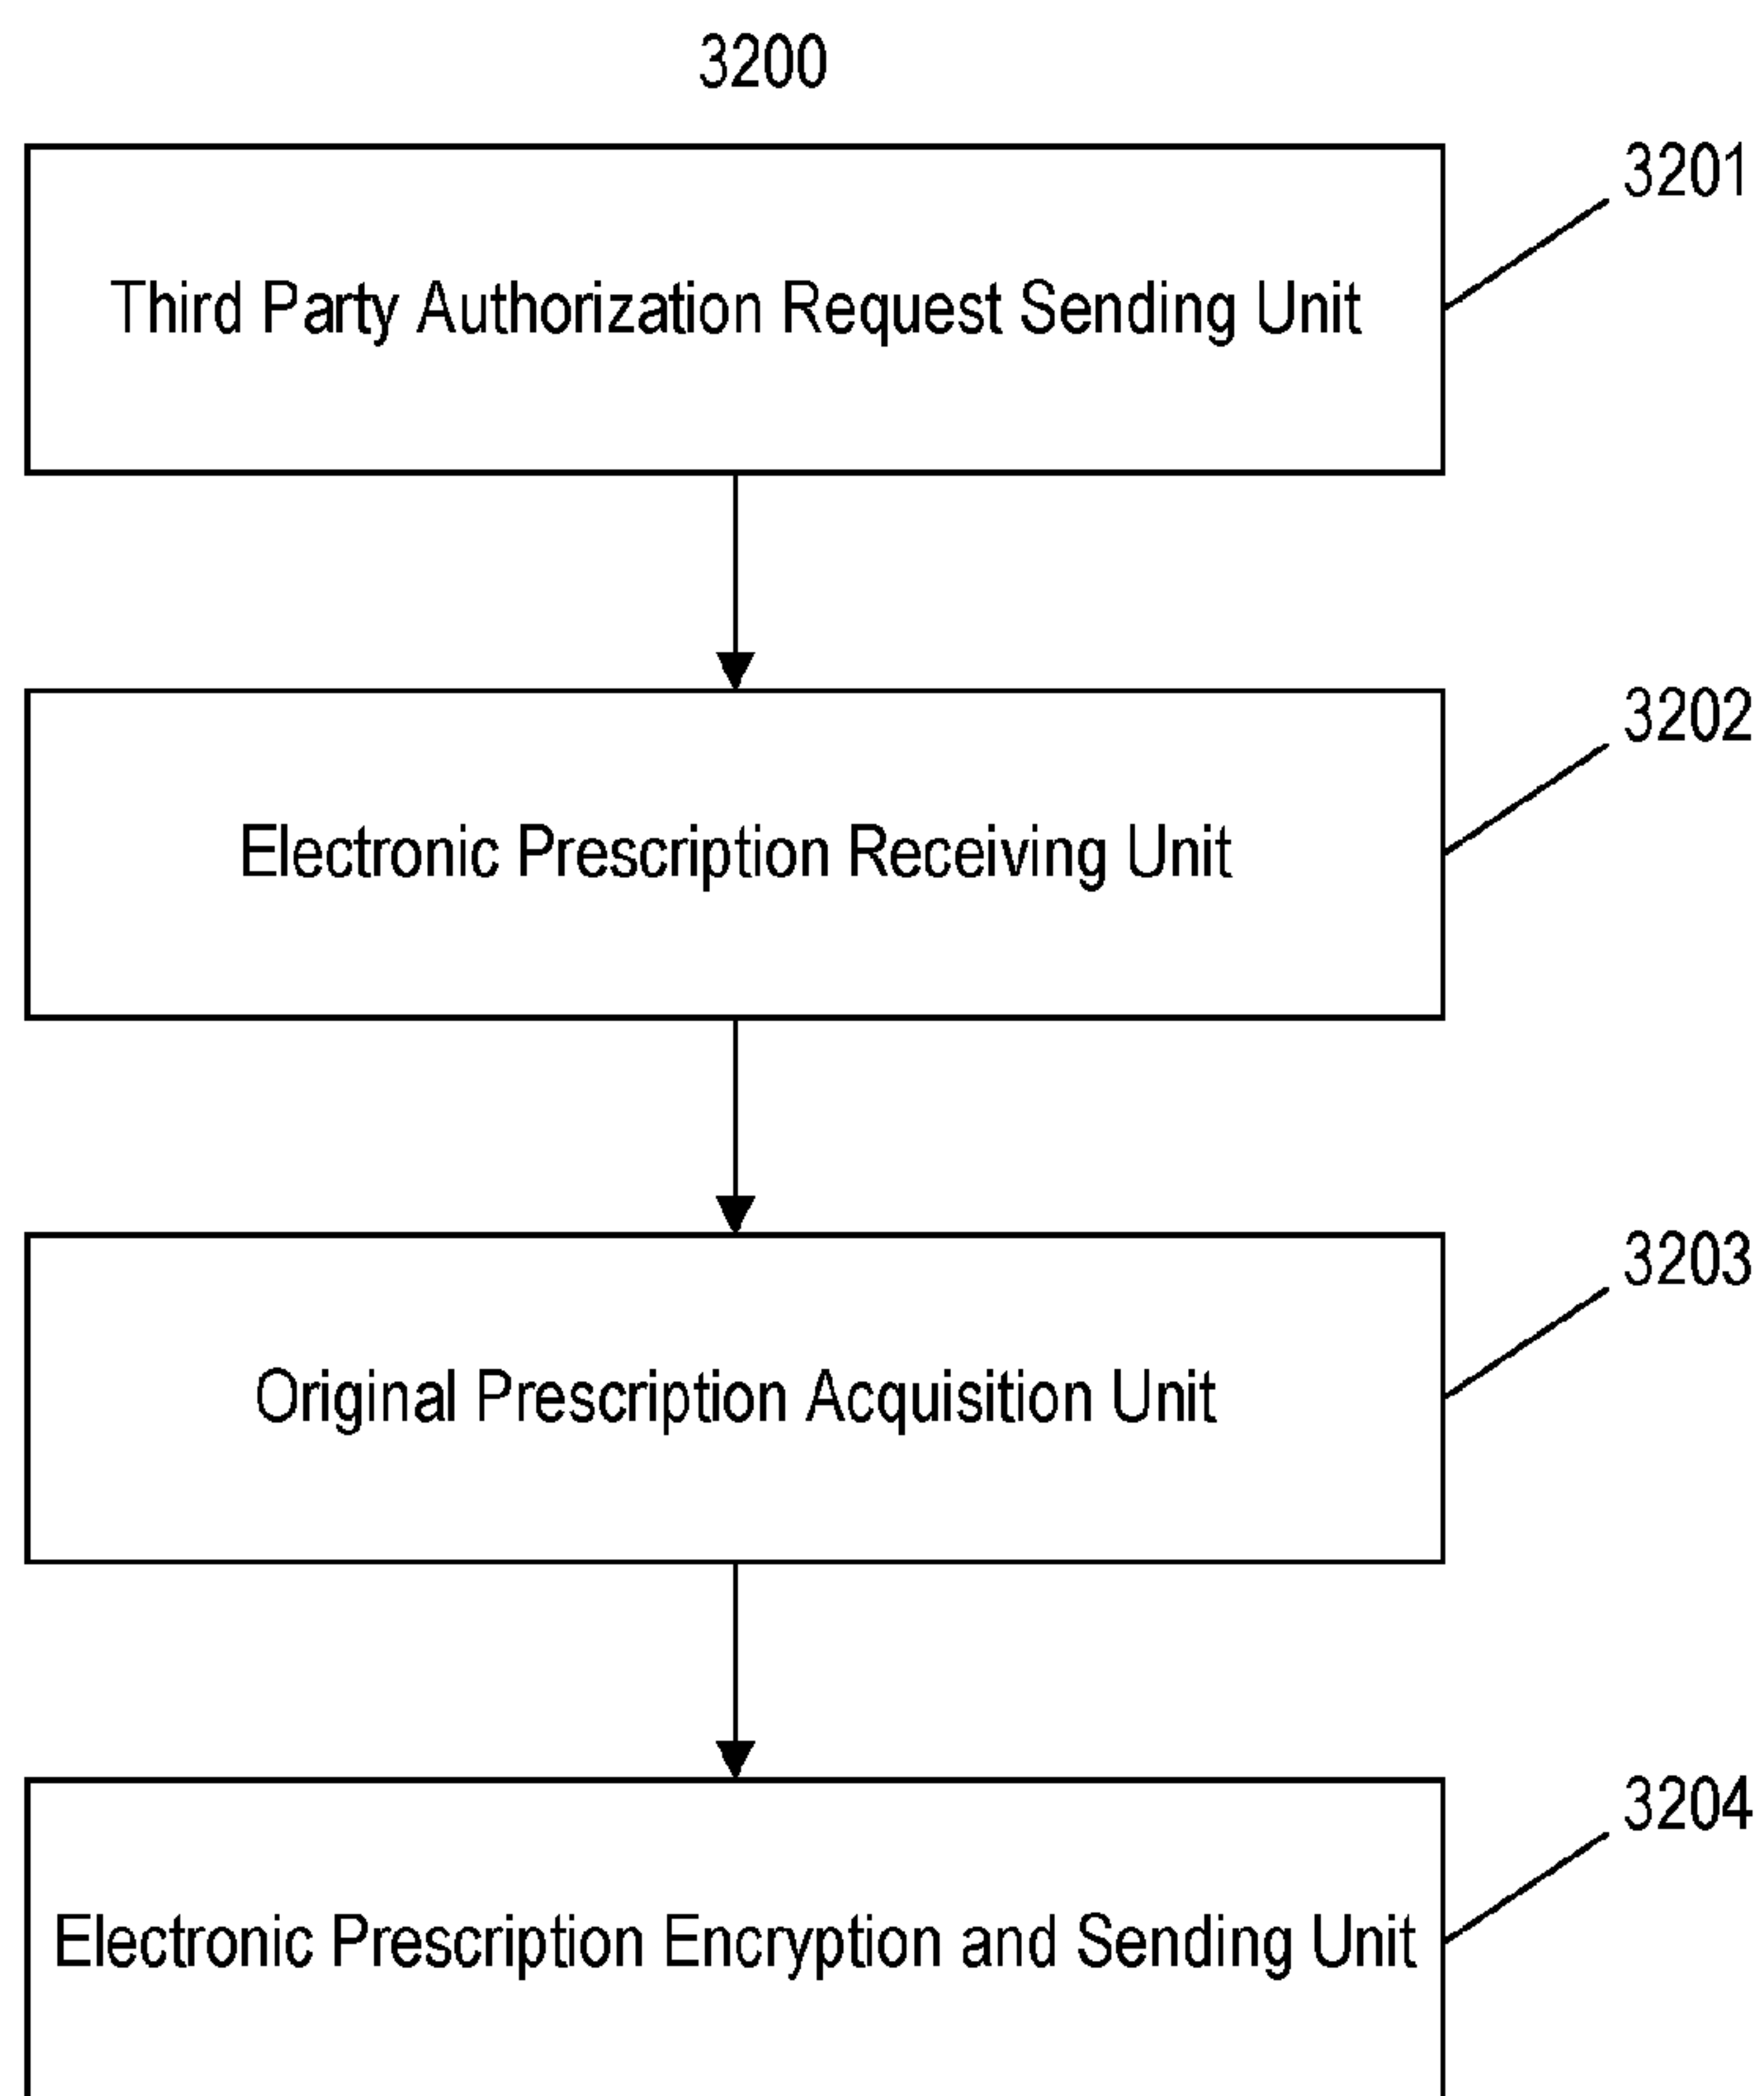 3200
3201
Third Party Authorization Request Sending Unit
3202
Electronic Prescription Receiving Unit
3203
Original Prescription Acquisition Unit
3204
Electronic Prescription Encryption and Sending Unit